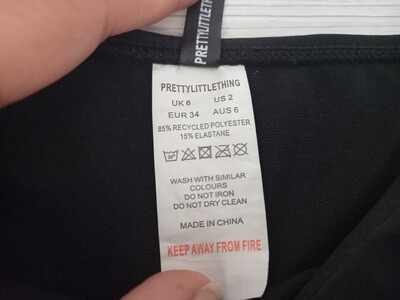 PRETTYLITTLETHING
PRETTYLITTLETHING
UK 6 US 2
EUR 34 AUS 6
85% RECYCLED POLYESTER
15% ELASTANE
30°
WASH WITH SIMILAR
COLOURS
DO NOT IRON
DO NOT DRY CLEAN
MADE IN CHINA
KEEP AWAY FROM FIRE